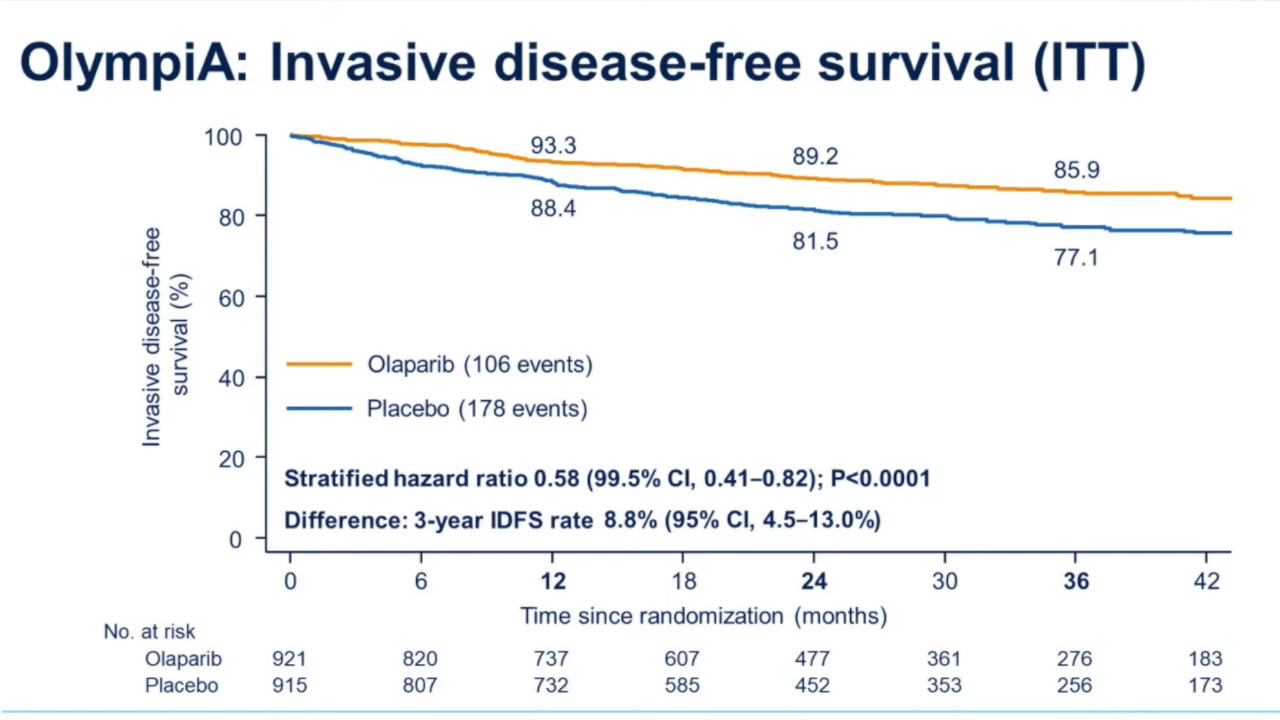 OlympiA: Invasive disease-free survival (ITT)
100
80
60
40
20
0
Invasive disease-free
survival (%)
93.3
89.2
85.9
88.4
81.5
77.1
Olaparib (106 events)
Placebo (178 events)
Stratified hazard ratio 0.58 (99.5% CI, 0.41–0.82); P<0.0001
Difference: 3-year IDFS rate 8.8% (95% CI, 4.5–13.0%)
0 6 12 18 24 30 36 42
Time since randomization (months)
No. at risk
Olaparib 921 820 737 607 477 361 276 183
Placebo 915 807 732 585 452 353 256 173